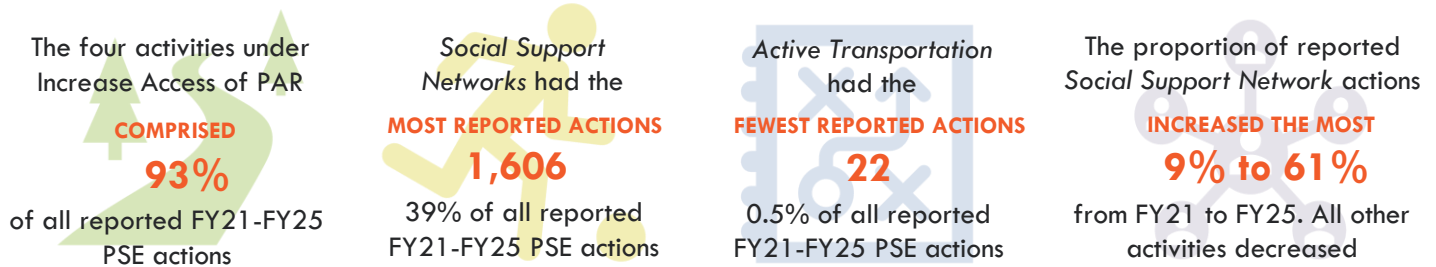 The four activities under
Increase Access of PAR
COMPRISED
93%
of all reported FY21-FY25
PSE actions
Social Support
Networks had the
MOST REPORTED ACTIONS
1,606
39% of all reported
FY21-FY25 PSE actions
Active Transportation
had the
FEWEST REPORTED ACTIONS
22
0.5% of all reported
FY21-FY25 PSE actions
The proportion of reported
Social Support Network actions
INCREASED THE MOST
9% to 61%
from FY21 to FY25. All other
activities decreased